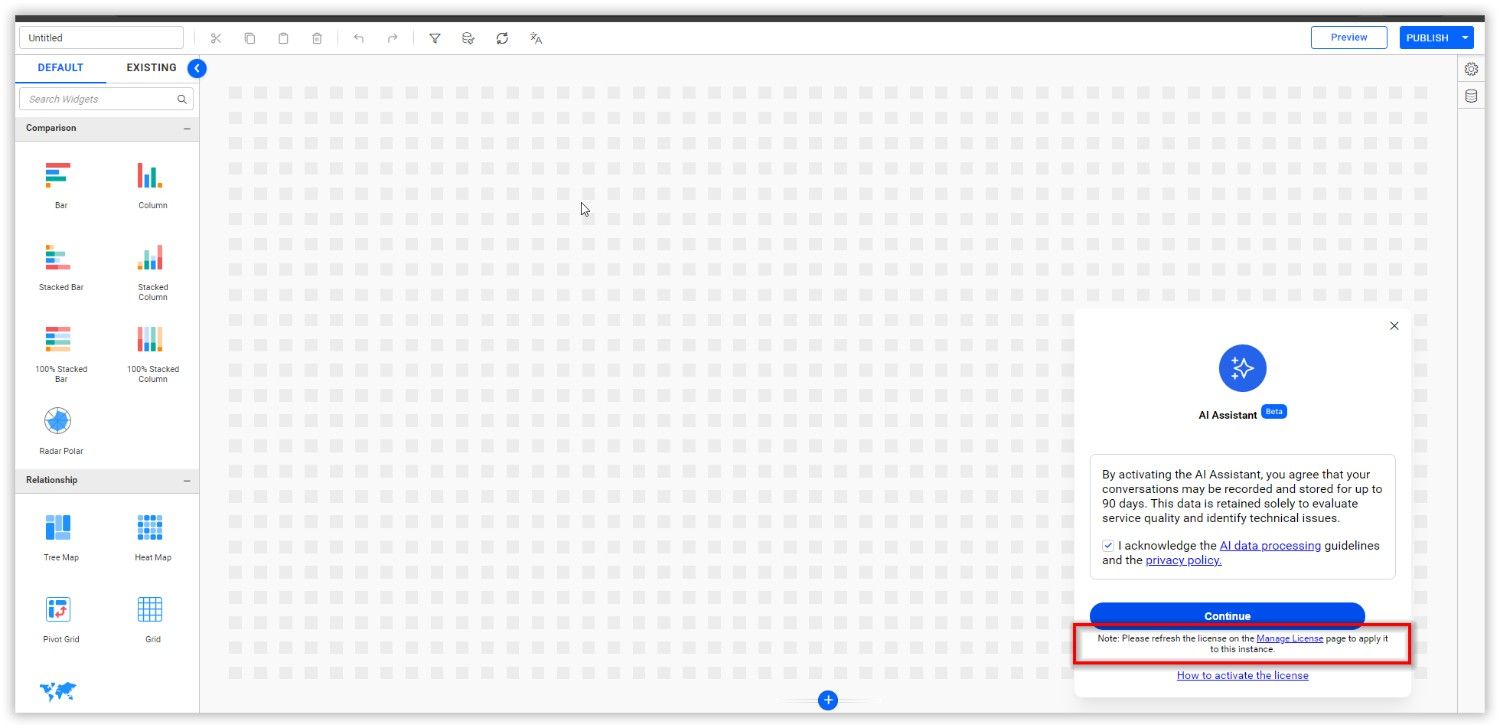 Untitled
Preview
PUBLISH
DEFAULT
EXISTING
Search Widgets
Comparison
Bar
Column
Stacked Bar
Stacked
Column
100% Stacked
Bar
100% Stacked
Column
Radar Polar
Relationship
Tree Map
Heat Map
Pivot Grid
Grid
AI Assistant Beta
By activating the AI Assistant, you agree that your
conversations may be recorded and stored for up to
90 days. This data is retained solely to evaluate
service quality and identify technical issues.
I acknowledge the AI data processing guidelines
and the privacy policy.
Continue
Note: Please refresh the license on the Manage License page to apply it
to this instance.
How to activate the license